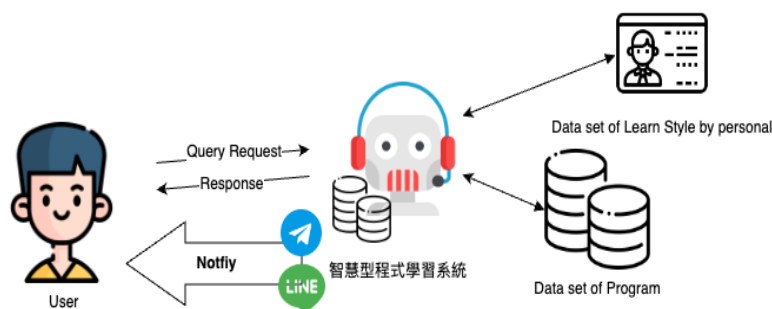 Data set of Learn Style by personal
Query Request
Response
Notfiy
LINE
智慧型程式學習系統
Data set of Program
User